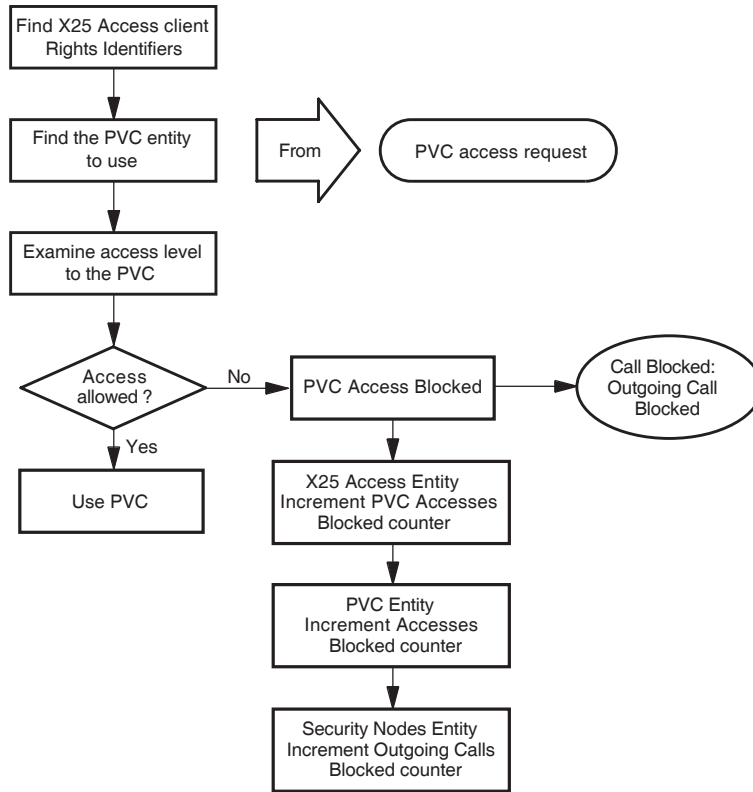 Find X25 Access client
Rights Identifiers
Find the PVC entity
to use
From
PVC access request
Examine access level
to the PVC
Access
allowed ?
No
PVC Access Blocked
Call Blocked:
Outgoing Call
Blocked
Yes
Use PVC
X25 Access Entity
Increment PVC Accesses
Blocked counter
PVC Entity
Increment Accesses
Blocked counter
Security Nodes Entity
Increment Outgoing Calls
Blocked counter